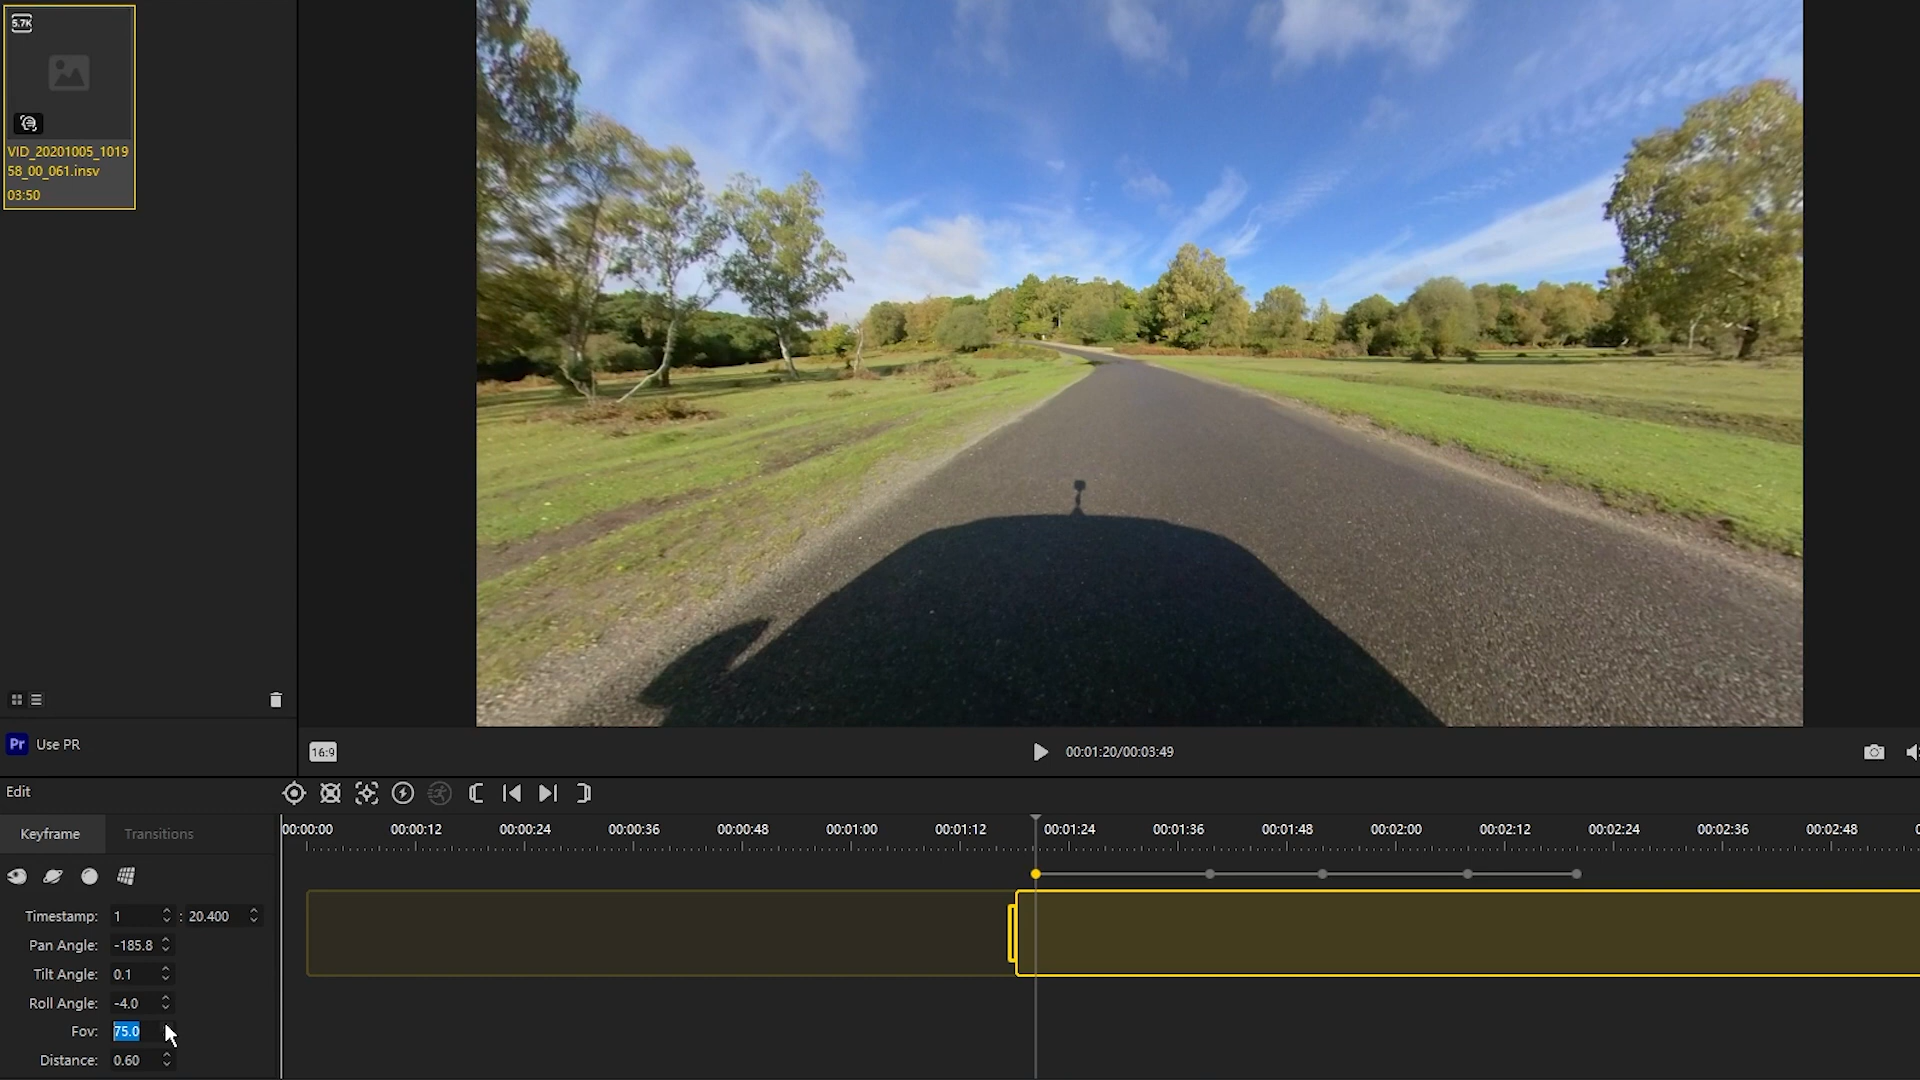 5.7K
VID_20201005_1019
58_00_061.insv
03:50
Pr Use PR
16:9
00:01:20/00:03:49
Edit
Keyframe Transitions
00:00:00 00:00:12 00:00:24 00:00:36 00:00:48 00:01:00 00:01:12 00:01:24 00:01:36 00:01:48 00:02:00 00:02:12 00:02:24 00:02:36 00:02:48
Timestamp: 1 : 20.400
Pan Angle: -185.8
Tilt Angle: 0.1
Roll Angle: -4.0
Fov: 75.0
Distance: 0.60